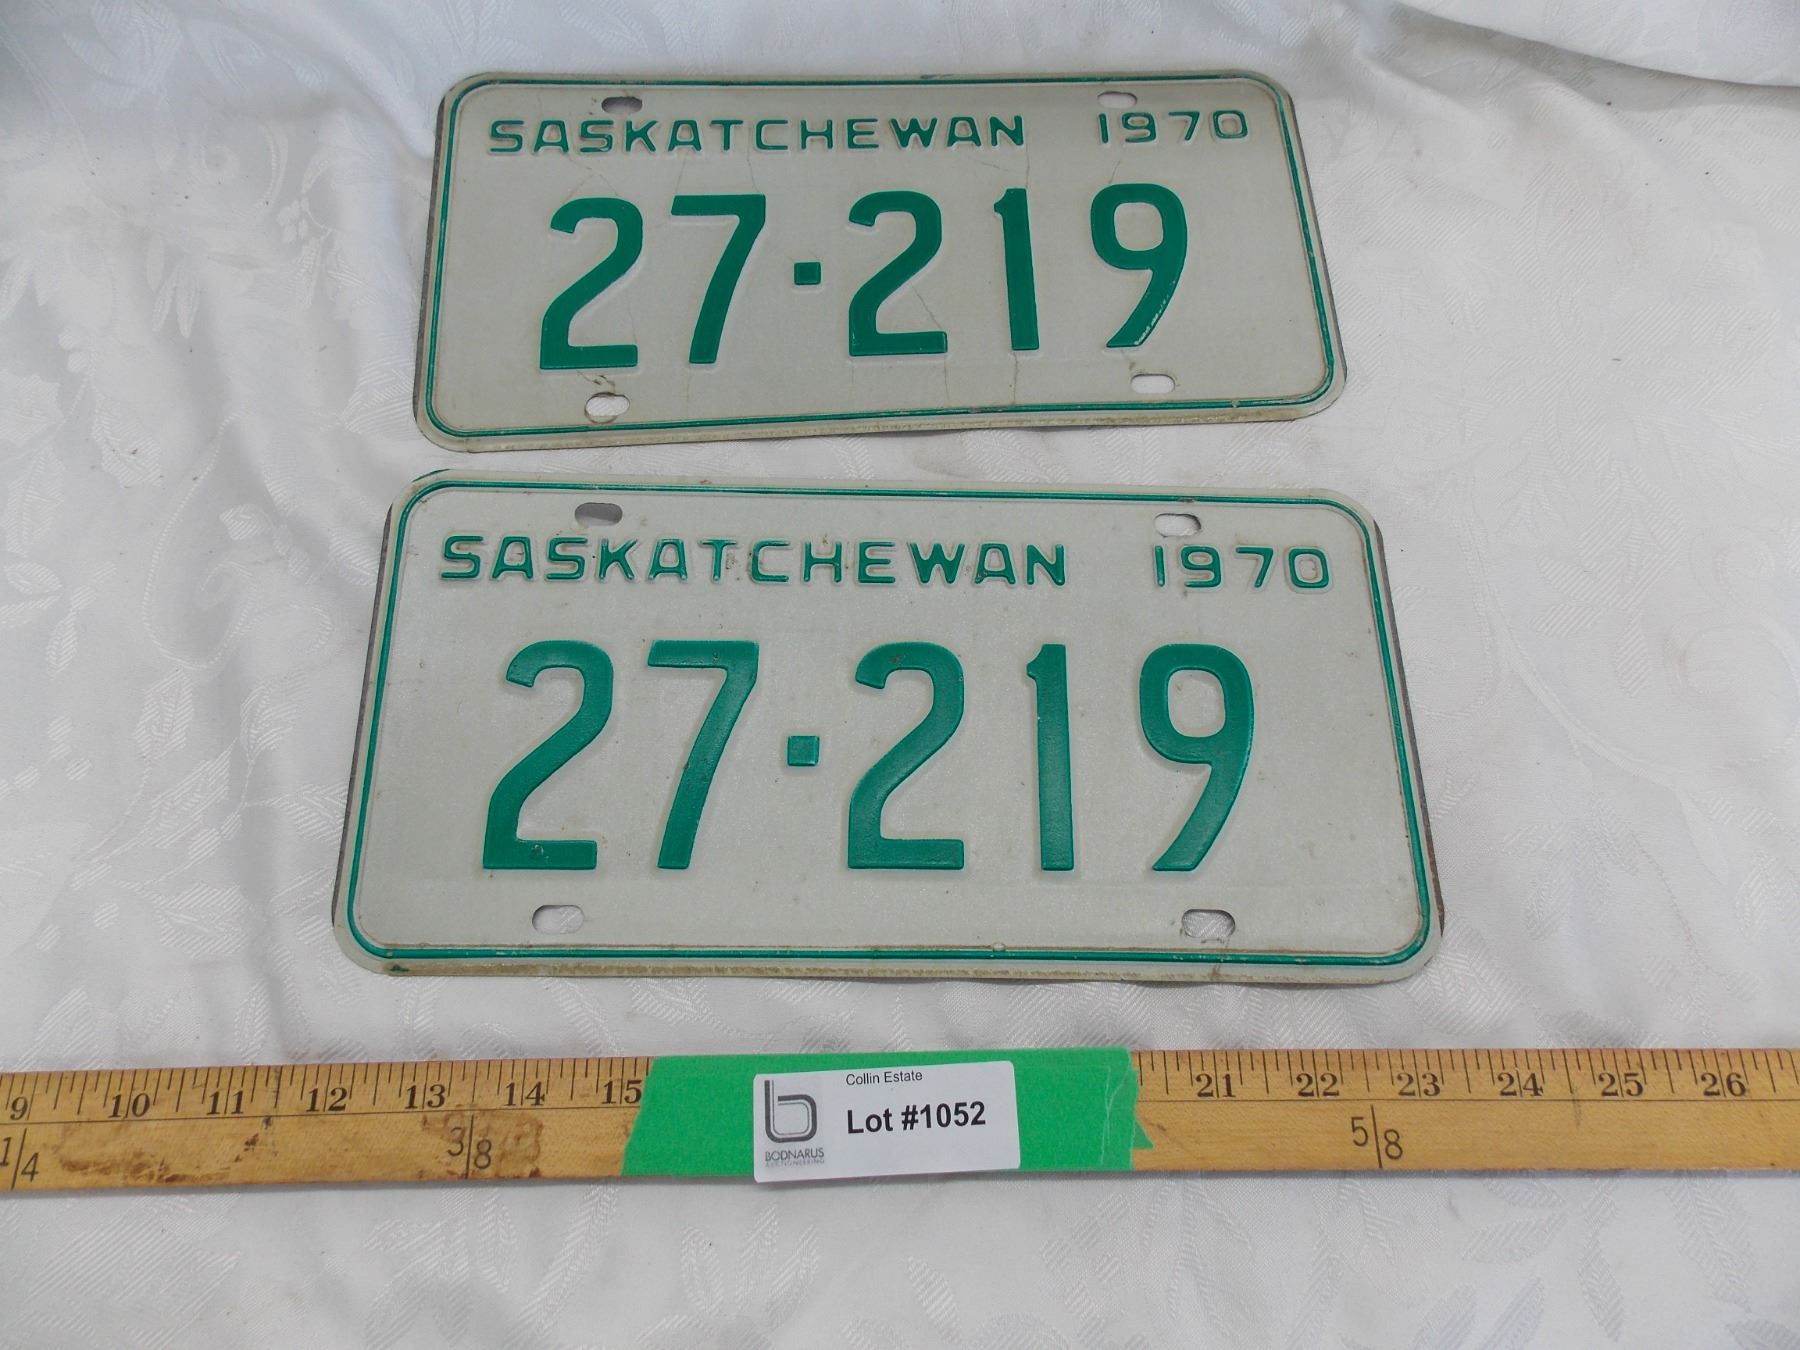 SASKATCHEWAN 1970
27·219
SASKATCHEWAN 1970
27·219
9 10 11 12 13 14 15 21 22 23 24 25 26
1/4 3/8 5/8
Collin Estate
Lot #1052
BODNARUS
AUCTIONEERING